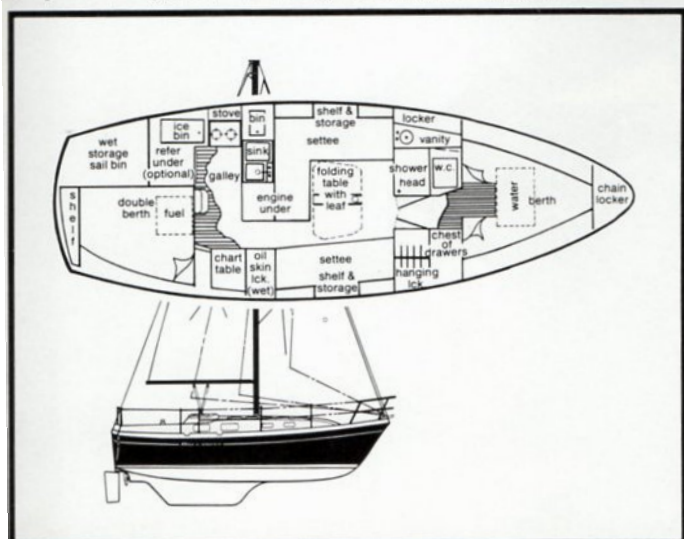 wet
storage
sail bin
ice
bin
refer
under
(optional)
stove
bin
sink
galley
shelf &
storage
settee
locker
vanity
shower
head
w.c.
folding
table
with
leaf
engine
under
double
berth
fuel
shelf
chart
table
oil
skin
lck.
(wet)
settee
shelf &
storage
chest
of
drawers
hanging
lck
water
berth
chain
locker